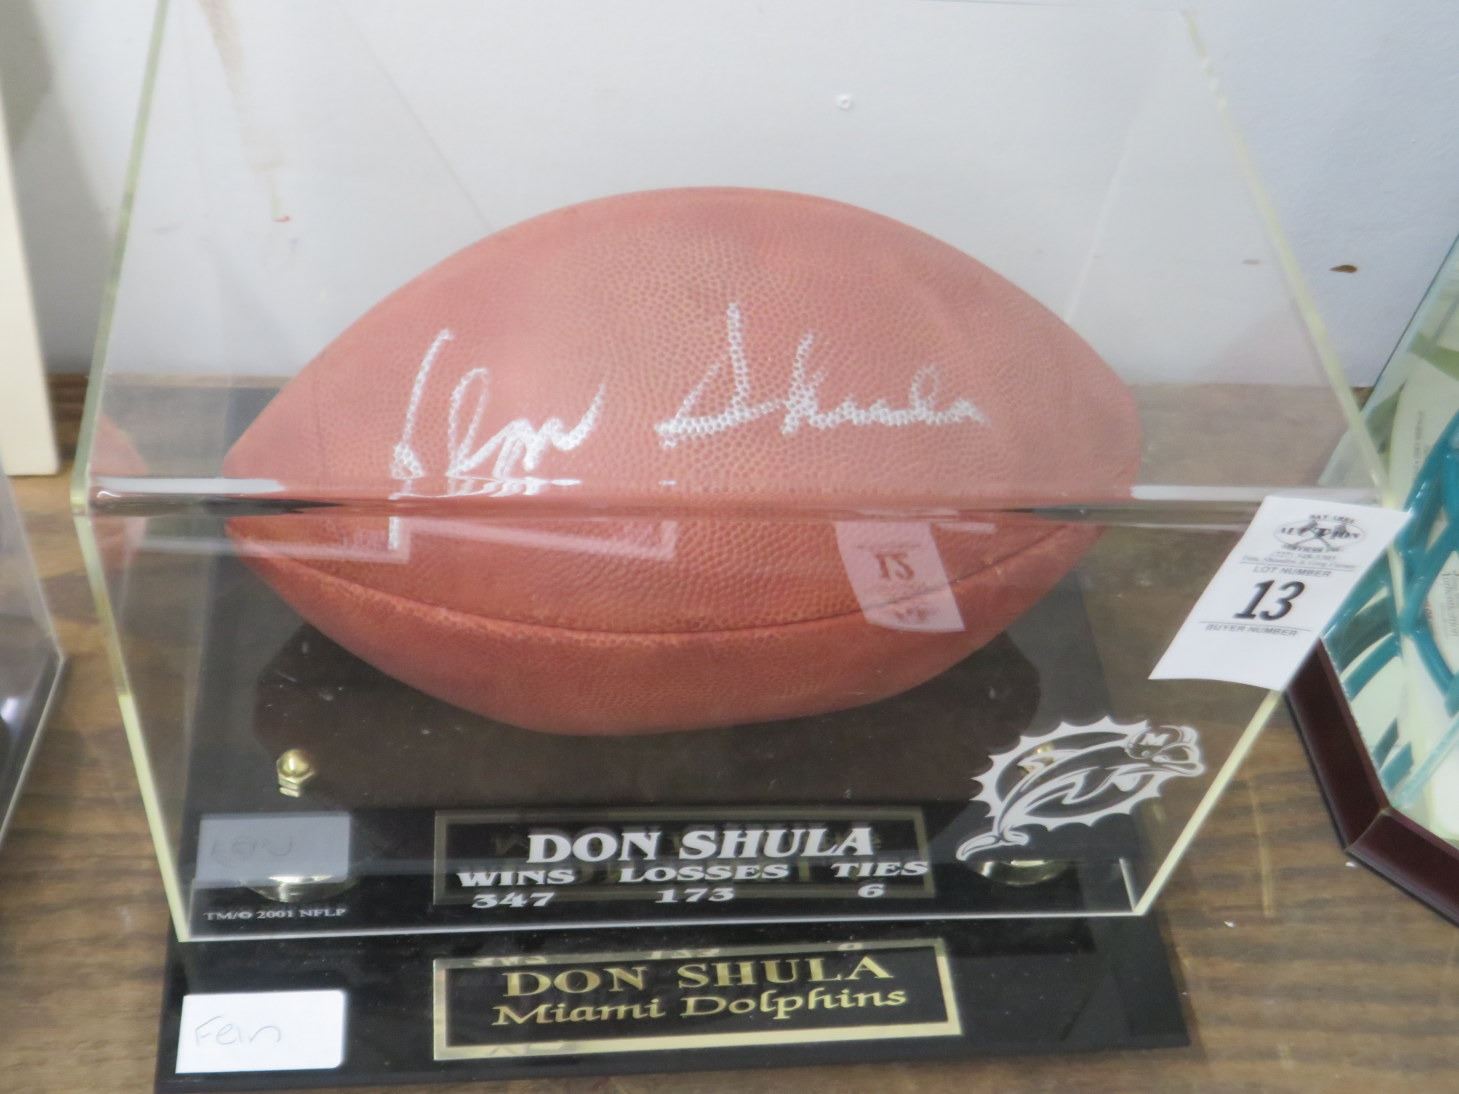 Don Shula
LOT NUMBER
13
BUYER NUMBER
DON SHULA
WINS LOSSES TIES
347 173 6
TM/© 2001 NFLP
DON SHULA
Miami Dolphins
Fein